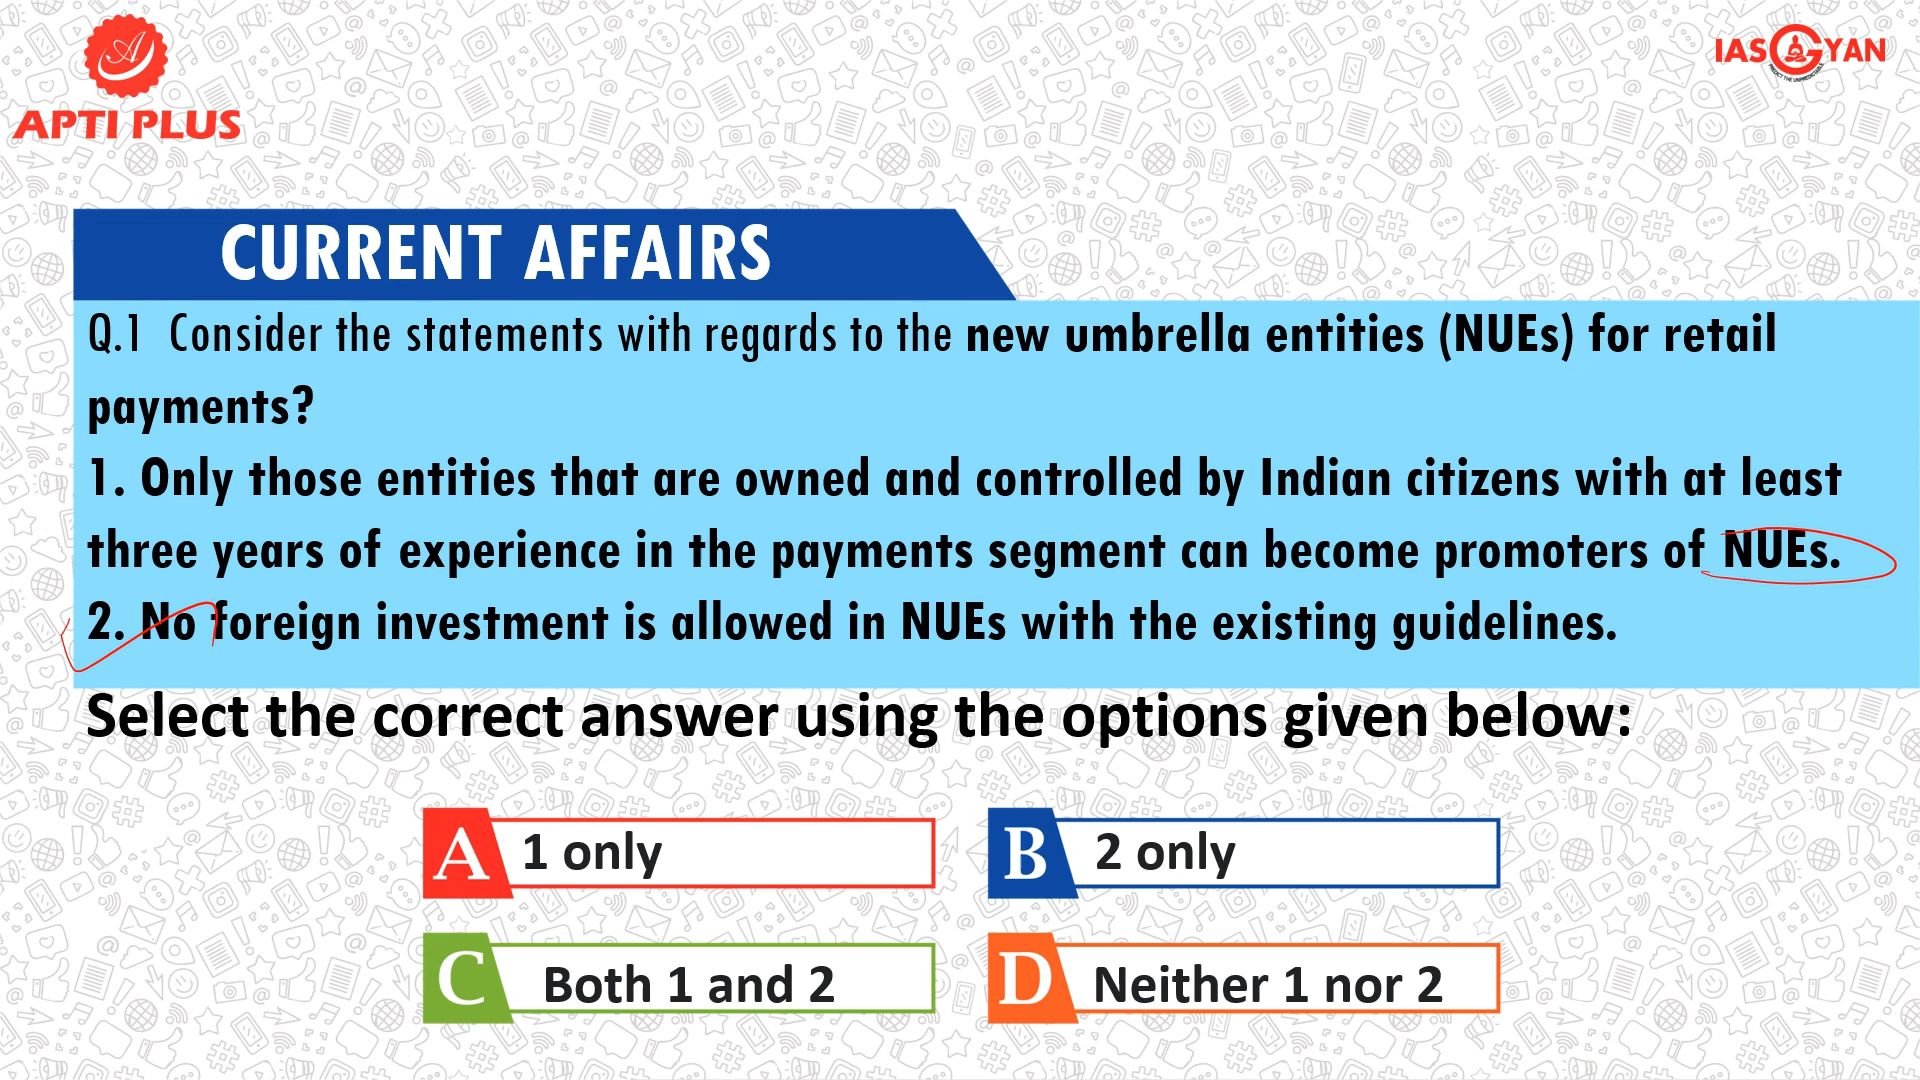 APTI PLUS
IASGYAN
PREDICT THE UNPREDICTABLE
CURRENT AFFAIRS
Q.1 Consider the statements with regards to the new umbrella entities (NUEs) for retail
payments?
1. Only those entities that are owned and controlled by Indian citizens with at least
three years of experience in the payments segment can become promoters of NUEs.
2. No foreign investment is allowed in NUEs with the existing guidelines.
Select the correct answer using the options given below:
A 1 only
B 2 only
C Both 1 and 2
D Neither 1 nor 2